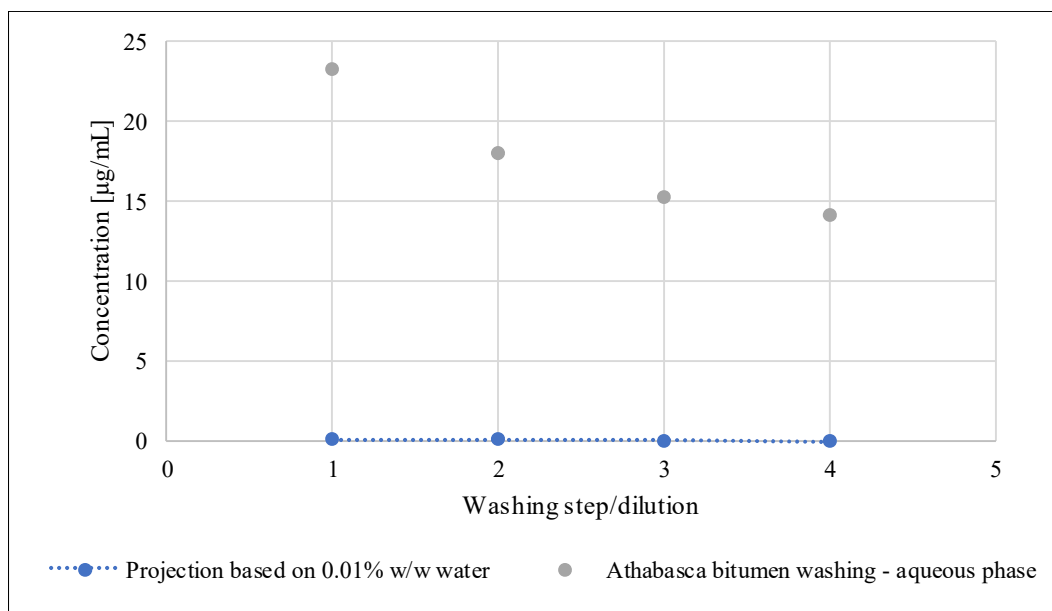 25
20
15
10
5
0
Concentration [µg/mL]
0 1 2 3 4 5
Washing step/dilution
Projection based on 0.01% w/w water Athabasca bitumen washing - aqueous phase